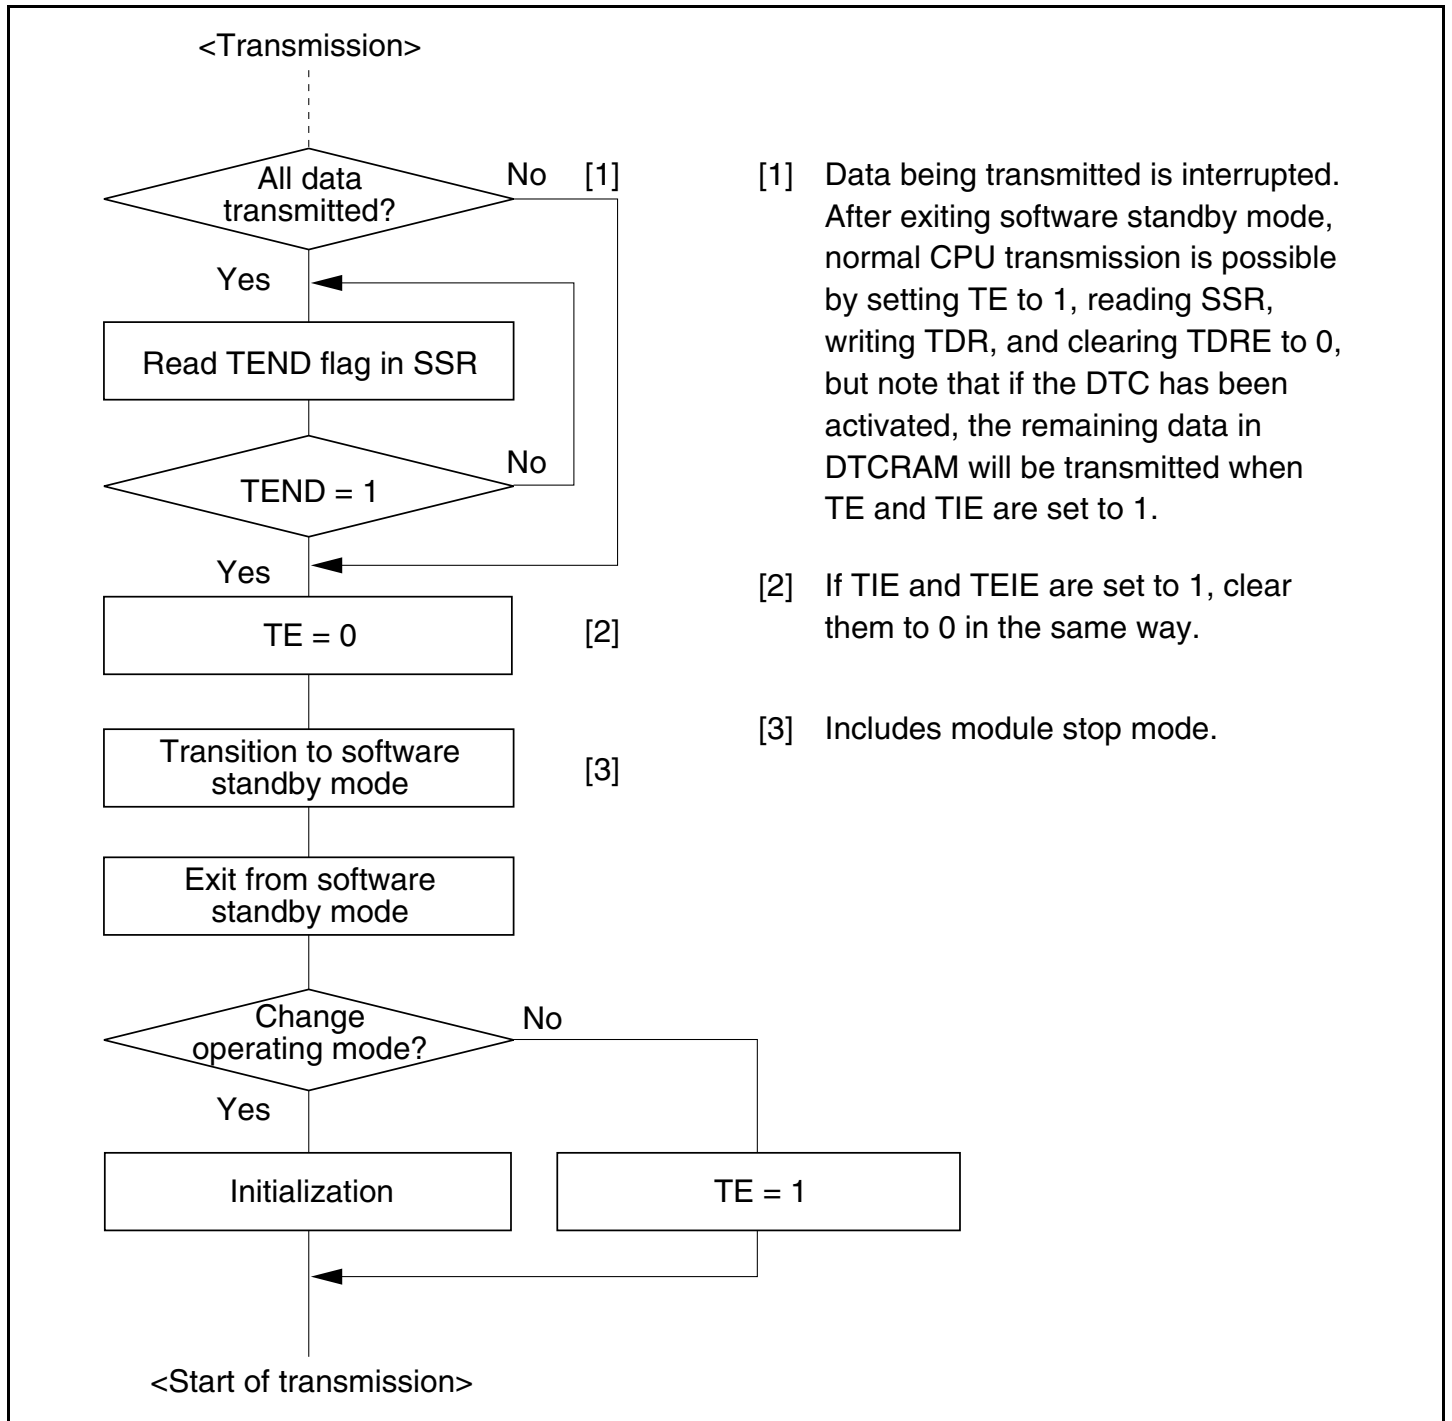 <Transmission>
All data
transmitted?
No
[1]
Yes
Read TEND flag in SSR
TEND = 1
No
Yes
TE = 0
[2]
Transition to software
standby mode
[3]
Exit from software
standby mode
Change
operating mode?
No
Yes
Initialization
TE = 1
<Start of transmission>
[1] Data being transmitted is interrupted.
After exiting software standby mode,
normal CPU transmission is possible
by setting TE to 1, reading SSR,
writing TDR, and clearing TDRE to 0,
but note that if the DTC has been
activated, the remaining data in
DTCRAM will be transmitted when
TE and TIE are set to 1.
[2] If TIE and TEIE are set to 1, clear
them to 0 in the same way.
[3] Includes module stop mode.